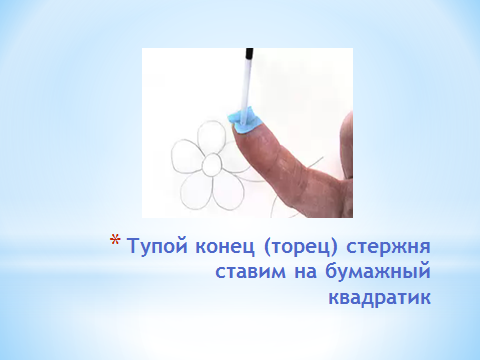 * Тупой конец (торец) стержня
ставим на бумажный
квадратик